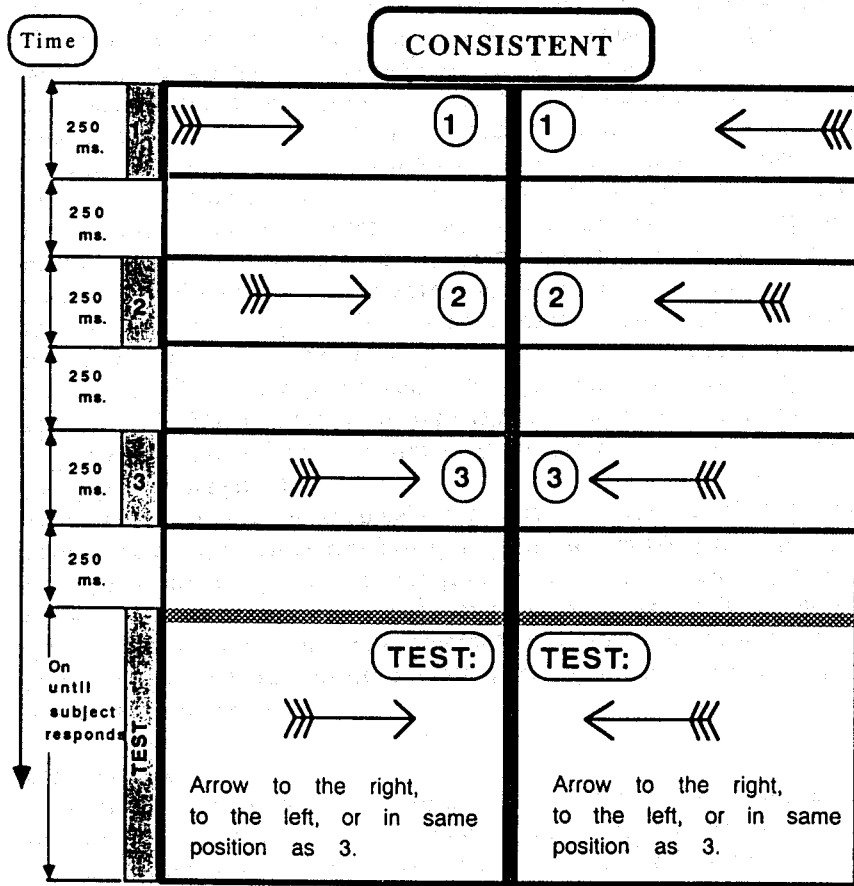 Time
CONSISTENT
250
ms.
1
1
1
250
ms.
250
ms.
2
2
2
250
ms.
250
ms.
3
3
3
250
ms.
On
until
subject
responds
TEST
TEST:
TEST:
Arrow to the right,
to the left, or in same
position as 3.
Arrow to the right,
to the left, or in same
position as 3.